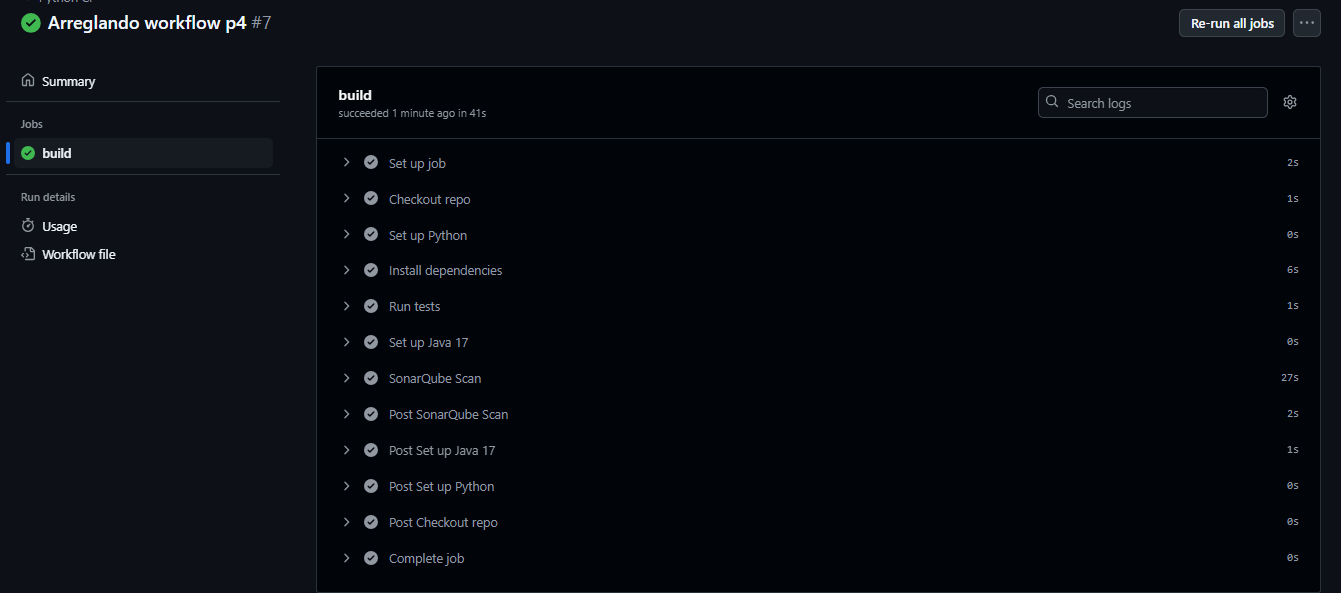 Python CI
Arreglando workflow p4 #7
Re-run all jobs
Summary
Jobs
build
Run details
Usage
Workflow file
build
succeeded 1 minute ago in 41s
Search logs
Set up job 2s
Checkout repo 1s
Set up Python 0s
Install dependencies 6s
Run tests 1s
Set up Java 17 0s
SonarQube Scan 27s
Post SonarQube Scan 2s
Post Set up Java 17 1s
Post Set up Python 0s
Post Checkout repo 0s
Complete job 0s